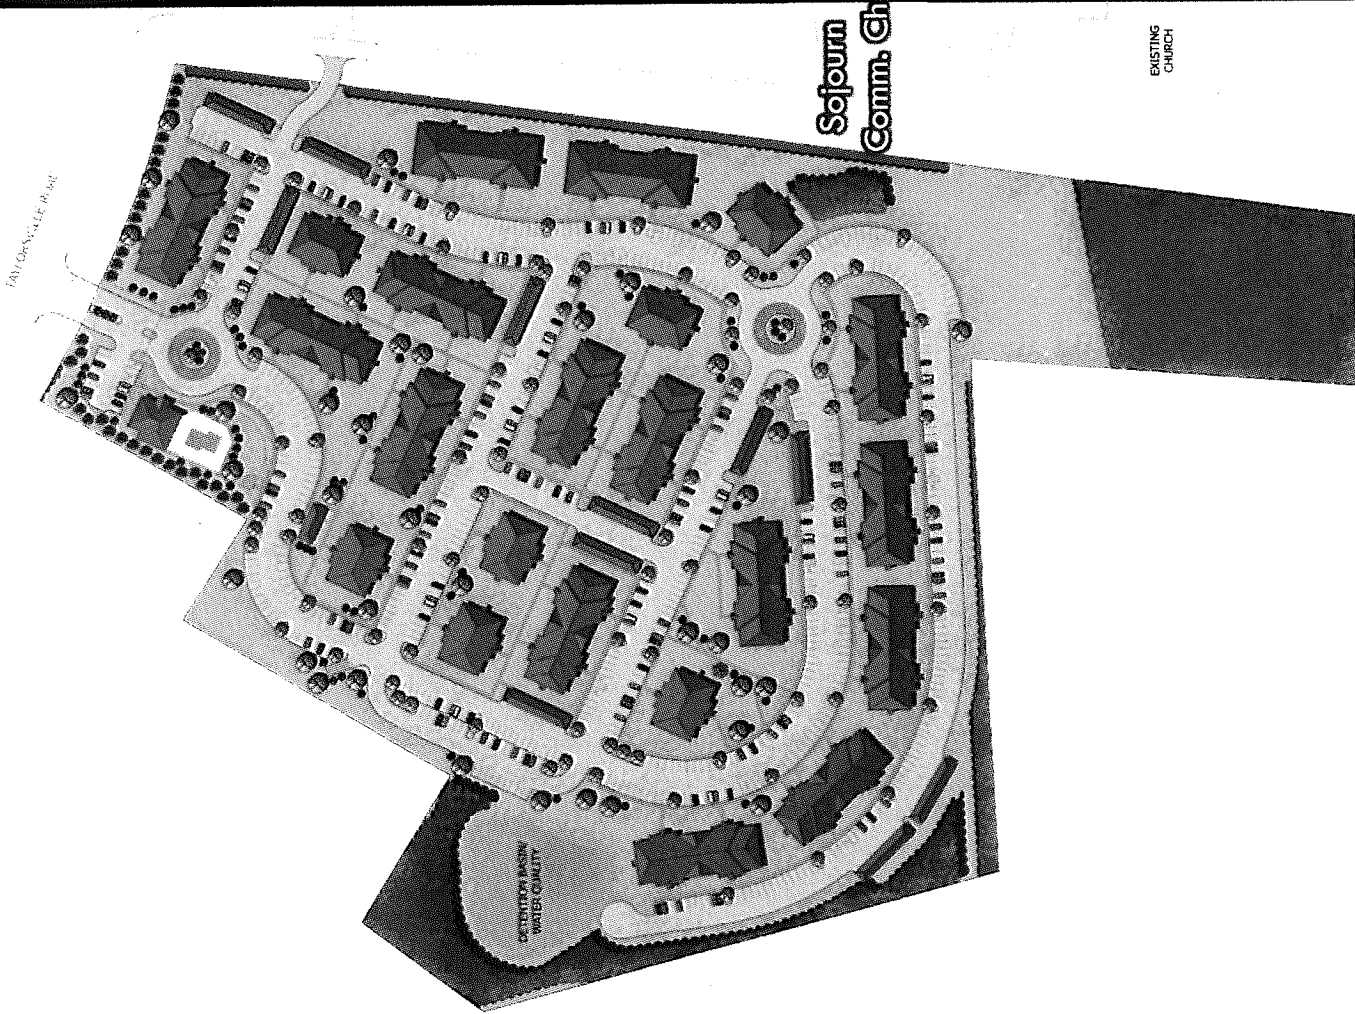 Sojourn
Comm. Ch
EXISTING
CHURCH
DETENTION BASIN/
WATER QUALITY